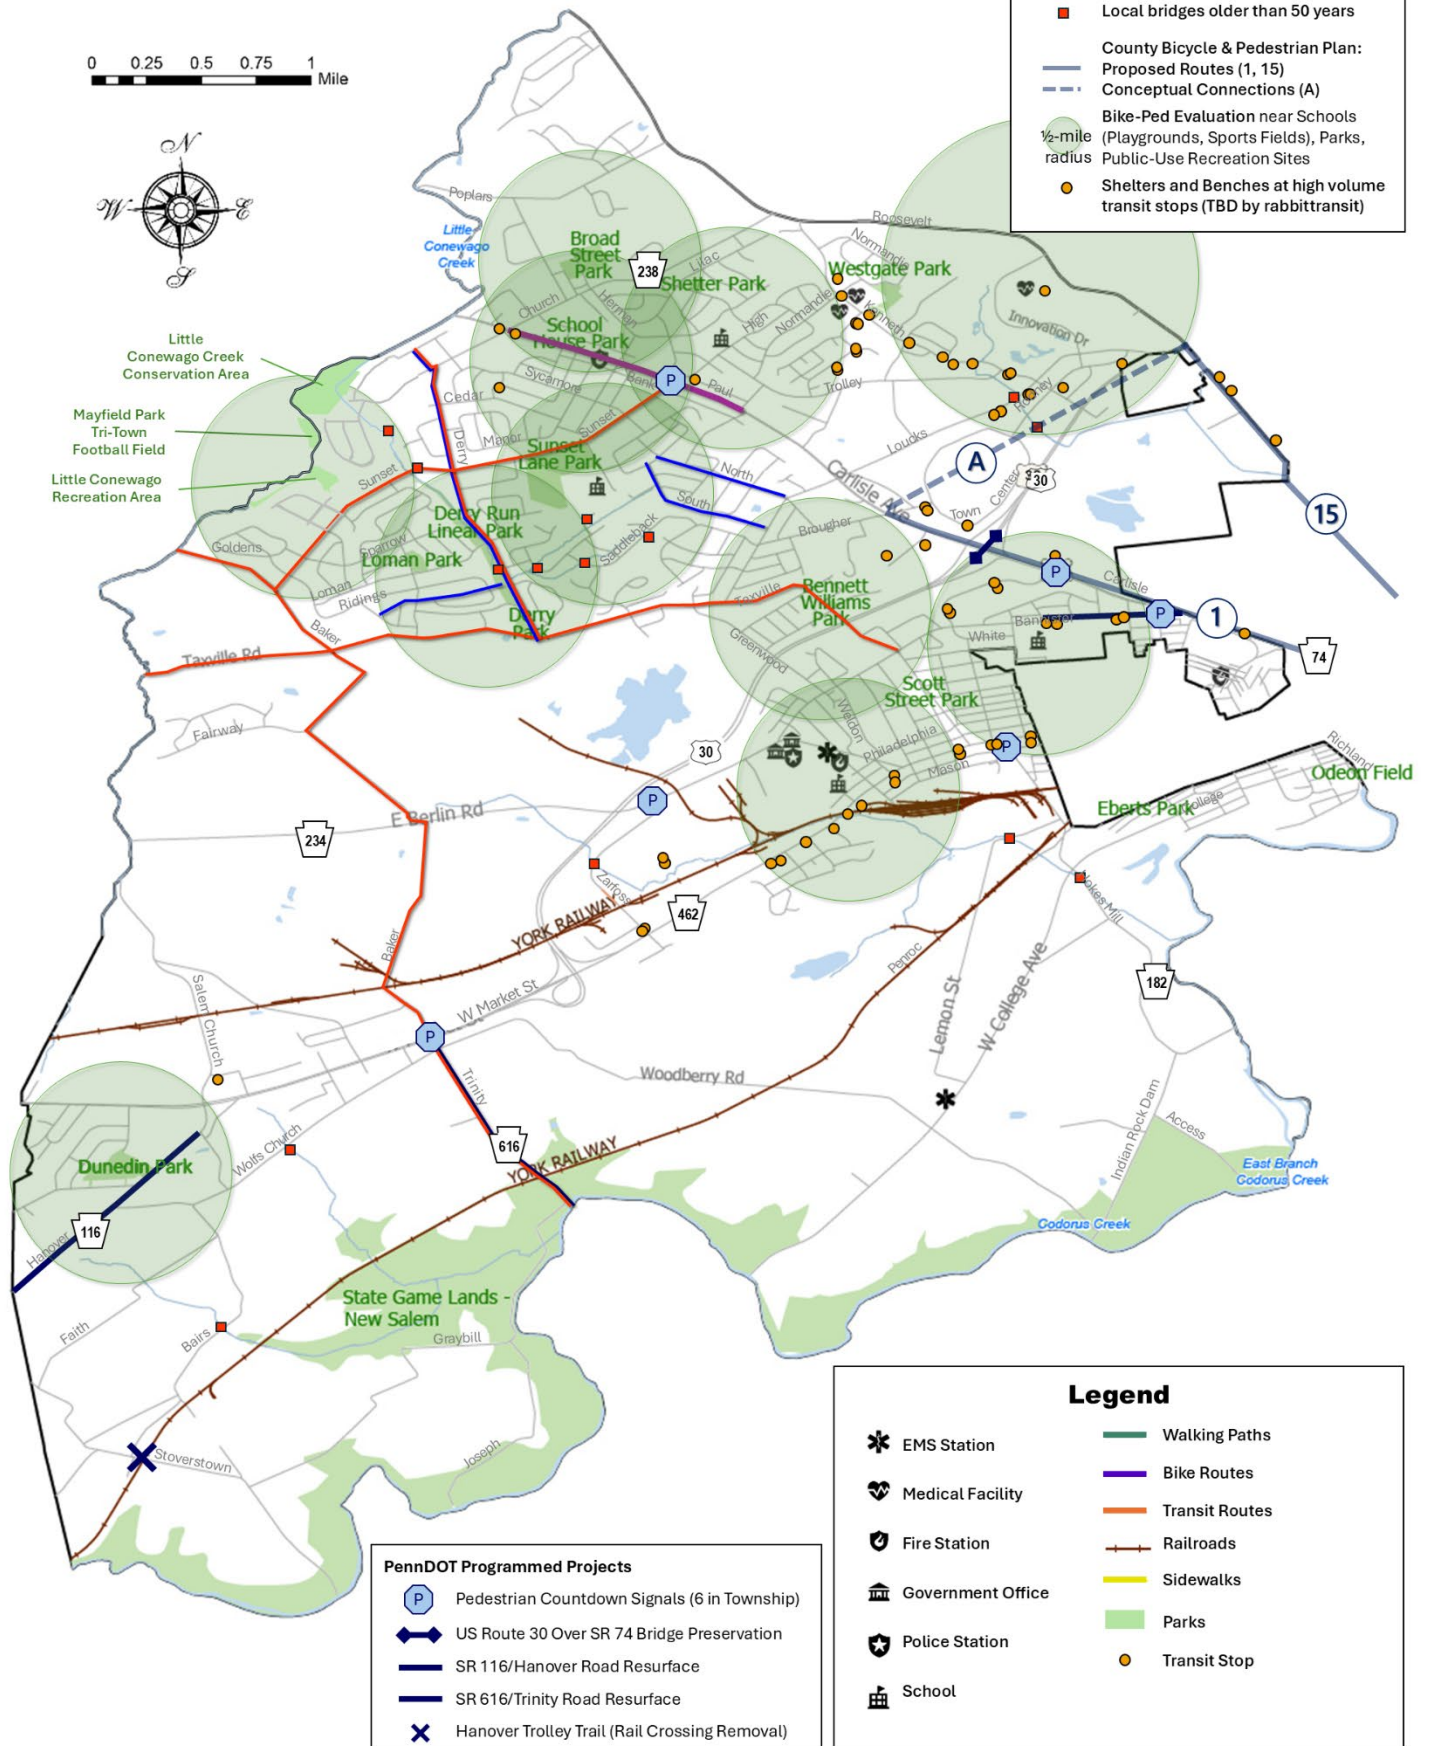 Local bridges older than 50 years
County Bicycle & Pedestrian Plan:
Proposed Routes (1, 15)
Conceptual Connections (A)
Bike-Ped Evaluation near Schools
(Playgrounds, Sports Fields), Parks,
Public-Use Recreation Sites
½-mile
radius
Shelters and Benches at high volume
transit stops (TBD by rabbittransit)
0 0.25 0.5 0.75 1
Mile
N
W E
S
Poplars
Little
Conewago
Creek
Broad
Street
Park
238
Lilac
Shetter Park
Roosevelt
Normandie
Westgate Park
Church
Herman
High
Normandie
Kenneth
Innovation Dr
School
House Park
Little
Conewago Creek
Conservation Area
Sycamore
Bank
P
Paul
Trolley
Rodney
Cedar
Mayfield Park
Tri-Town
Football Field
Derry
Manor
Sunset
Sunset
Lane Park
Loucks
Little Conewago
Recreation Area
Sunset
North
South
Carlisle Ave
A
Center
30
Town
15
Derry Run
Linear Park
Goldens
Sparrow
Loman Park
Saddleback
Brougher
Loman
Ridings
Derry
Park
Taxville
Bennett
Williams
Park
P
Carlisle
Bannister
P
1
White
74
Baker
Taxville Rd
Greenwood
Scott
Street Park
Fairway
Weldon
Philadelphia
Mason
P
30
Richland
Odeon Field
College
Eberts Park
P
E Berlin Rd
234
Zarfoss
462
YORK RAILWAY
Nokes Mill
Baker
Penroc
182
Salem Church
W Market St
Lemon St
W College Ave
P
Trinity
Woodberry Rd
616
YORK RAILWAY
Indian Rock Dam
Access
East Branch
Godorus Creek
Godorus Creek
Wolfs Church
Dunedin Park
116
Hanover
State Game Lands -
New Salem
Graybill
Faith
Bairs
Stoverstown
Joseph
PennDOT Programmed Projects
P Pedestrian Countdown Signals (6 in Township)
US Route 30 Over SR 74 Bridge Preservation
SR 116/Hanover Road Resurface
SR 616/Trinity Road Resurface
Hanover Trolley Trail (Rail Crossing Removal)
Legend
EMS Station
Medical Facility
Fire Station
Government Office
Police Station
School
Walking Paths
Bike Routes
Transit Routes
Railroads
Sidewalks
Parks
Transit Stop